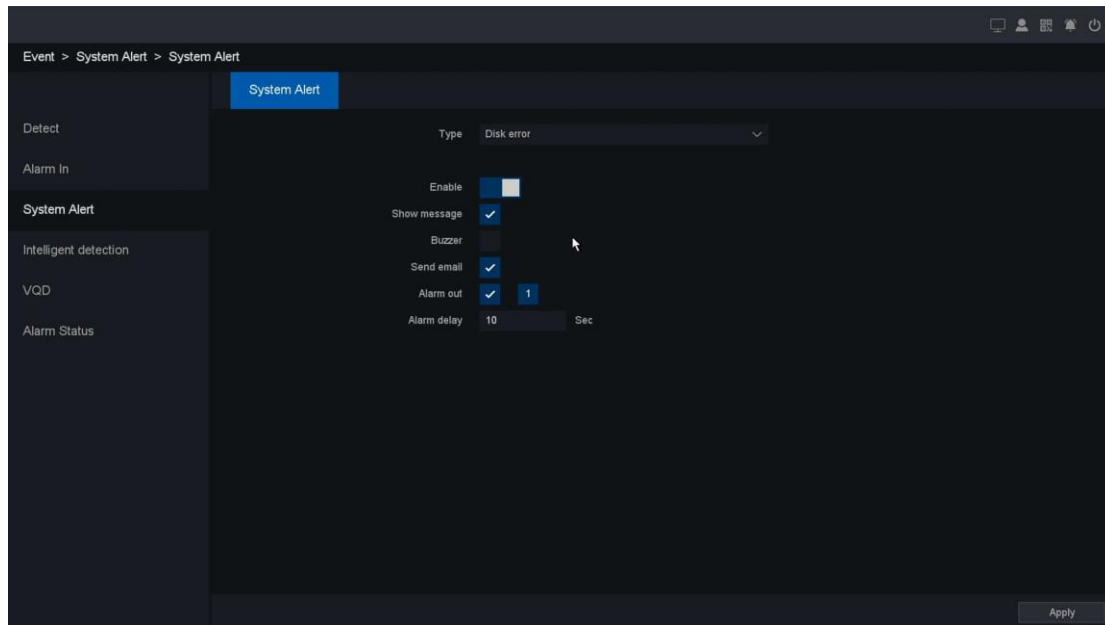 Event > System Alert > System Alert
System Alert
Detect
Alarm In
System Alert
Intelligent detection
VQD
Alarm Status
Type Disk error
Enable
Show message
Buzzer
Send email
Alarm out 1
Alarm delay 10 Sec
Apply